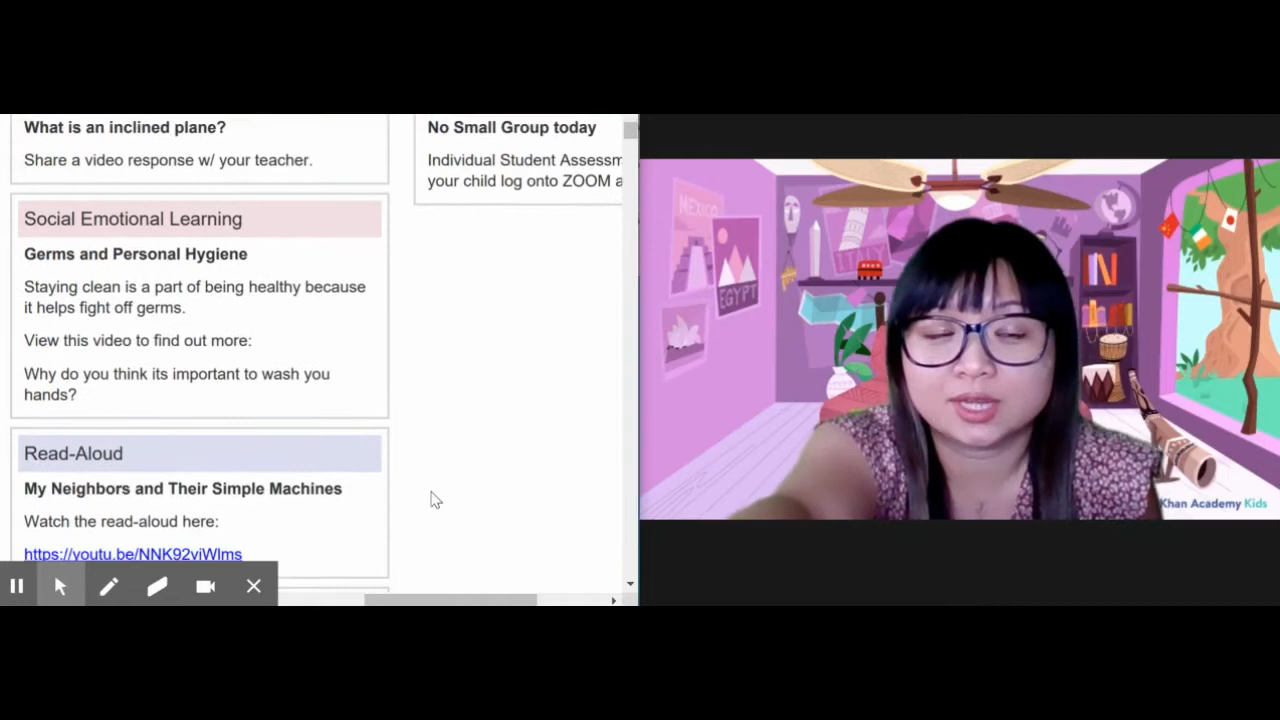 What is an inclined plane?
Share a video response w/ your teacher.
Social Emotional Learning
Germs and Personal Hygiene
Staying clean is a part of being healthy because
it helps fight off germs.
View this video to find out more:
Why do you think its important to wash you
hands?
Read-Aloud
My Neighbors and Their Simple Machines
Watch the read-aloud here:
https://youtu.be/NNK92viWlms
No Small Group today
Individual Student Assessm
your child log onto ZOOM a
MEXICO
EGYPT
ITALY
Khan Academy Kids